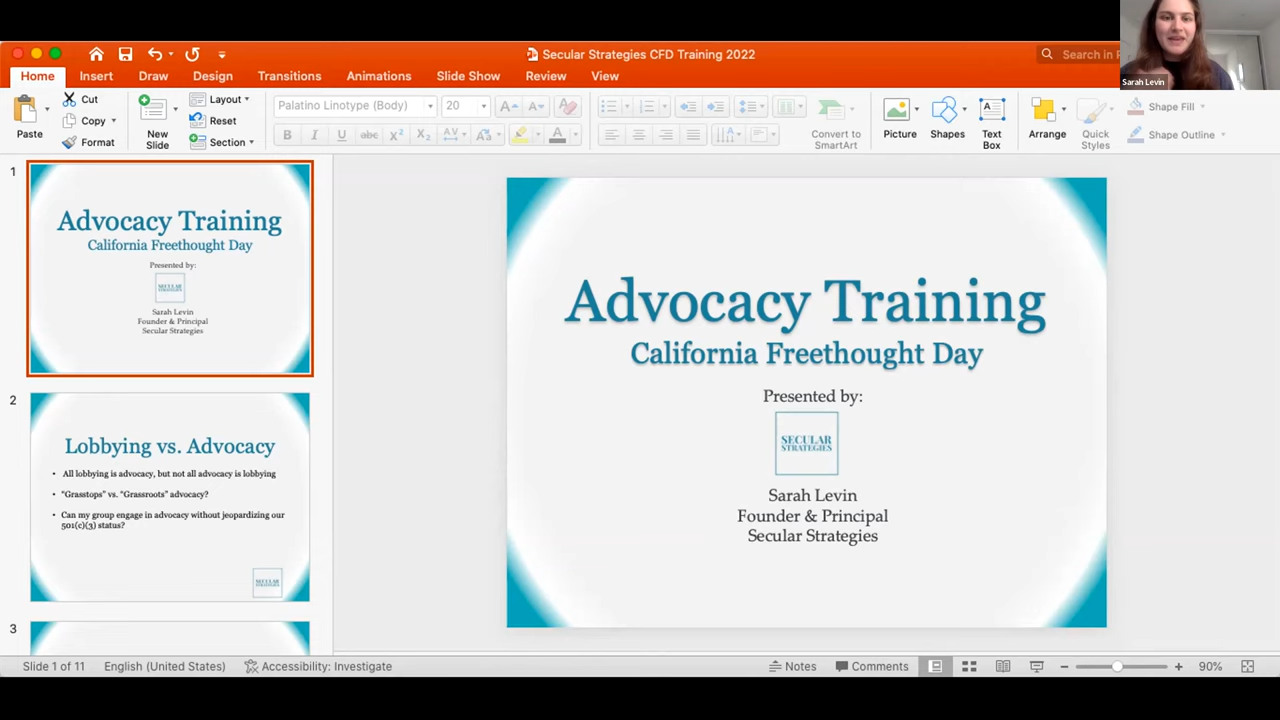 Sarah Levin
Secular Strategies CFD Training 2022
Search in
Home Insert Draw Design Transitions Animations Slide Show Review View
Paste
Cut
Copy
Format
New Slide
Layout
Reset
Section
Palatino Linotype (Body) 20
Convert to SmartArt
Picture
Shapes
Text Box
Arrange
Quick Styles
Shape Fill
Shape Outline
1
Advocacy Training
California Freethought Day
Presented by:
SECULAR
STRATEGIES
Sarah Levin
Founder & Principal
Secular Strategies
2
Lobbying vs. Advocacy
• All lobbying is advocacy, but not all advocacy is lobbying
• "Grasstops" vs. "Grassroots" advocacy?
• Can my group engage in advocacy without jeopardizing our
501(c)(3) status?
SECULAR
STRATEGIES
3
Advocacy Training
California Freethought Day
Presented by:
SECULAR
STRATEGIES
Sarah Levin
Founder & Principal
Secular Strategies
Slide 1 of 11 English (United States) Accessibility: Investigate Notes Comments 90%